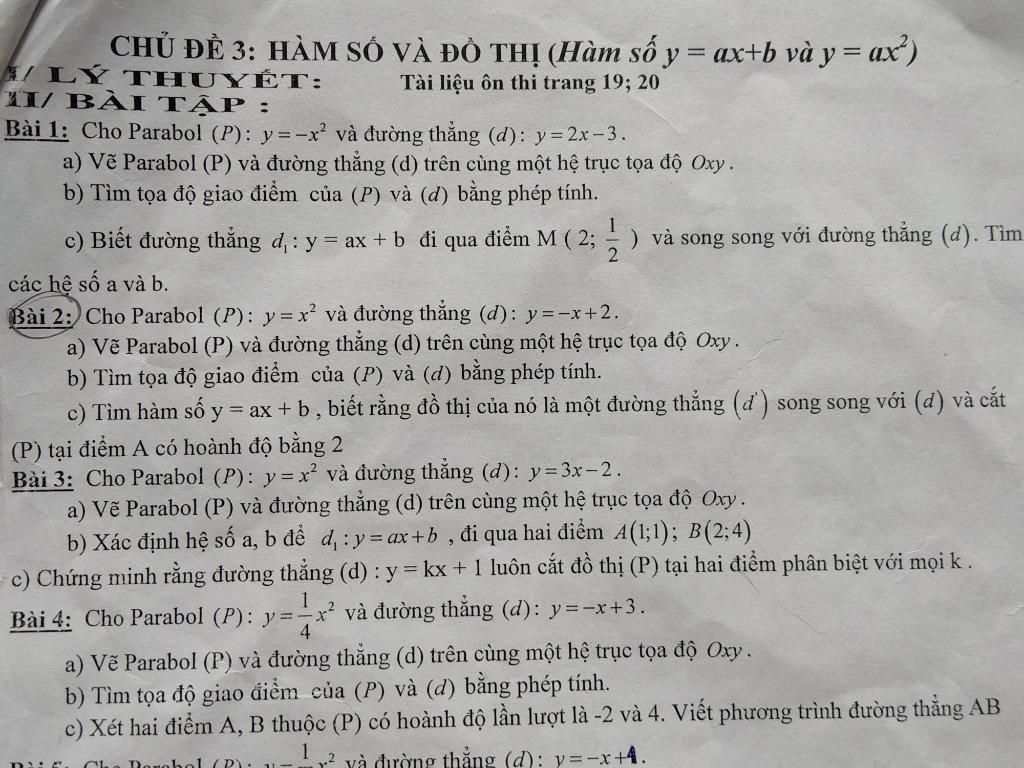 CHỦ ĐỀ 3: HÀM SỐ VÀ ĐỒ THỊ (Hàm số y = ax+b và y = ax²)
I/ LÝ THUYẾT: Tài liệu ôn thi trang 19; 20
II/ BÀI TẬP :
Bài 1: Cho Parabol (P): y = −x² và đường thẳng (d): y = 2x − 3.
a) Vẽ Parabol (P) và đường thẳng (d) trên cùng một hệ trục tọa độ Oxy.
b) Tìm tọa độ giao điểm của (P) và (d) bằng phép tính.
c) Biết đường thẳng d₁: y = ax + b đi qua điểm M ( 2; 1/2 ) và song song với đường thẳng (d). Tìm
các hệ số a và b.
Bài 2: Cho Parabol (P): y = x² và đường thẳng (d): y = −x + 2.
a) Vẽ Parabol (P) và đường thẳng (d) trên cùng một hệ trục tọa độ Oxy.
b) Tìm tọa độ giao điểm của (P) và (d) bằng phép tính.
c) Tìm hàm số y = ax + b , biết rằng đồ thị của nó là một đường thẳng (d') song song với (d) và cắt
(P) tại điểm A có hoành độ bằng 2
Bài 3: Cho Parabol (P): y = x² và đường thẳng (d): y = 3x − 2.
a) Vẽ Parabol (P) và đường thẳng (d) trên cùng một hệ trục tọa độ Oxy.
b) Xác định hệ số a, b để d₁: y = ax + b , đi qua hai điểm A(1;1); B(2;4)
c) Chứng minh rằng đường thẳng (d) : y = kx + 1 luôn cắt đồ thị (P) tại hai điểm phân biệt với mọi k .
Bài 4: Cho Parabol (P): y = 1/4 x² và đường thẳng (d): y = −x + 3.
a) Vẽ Parabol (P) và đường thẳng (d) trên cùng một hệ trục tọa độ Oxy.
b) Tìm tọa độ giao điểm của (P) và (d) bằng phép tính.
c) Xét hai điểm A, B thuộc (P) có hoành độ lần lượt là -2 và 4. Viết phương trình đường thẳng AB
Cho Parabol (P): x² và đường thẳng (d): y = −x + 4.